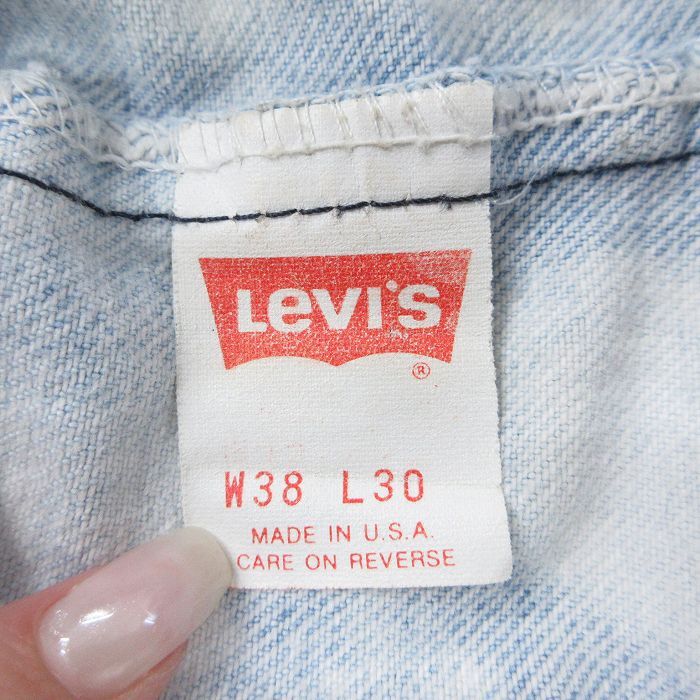 Levi's
®
W38 L30
MADE IN U.S.A.
CARE ON REVERSE